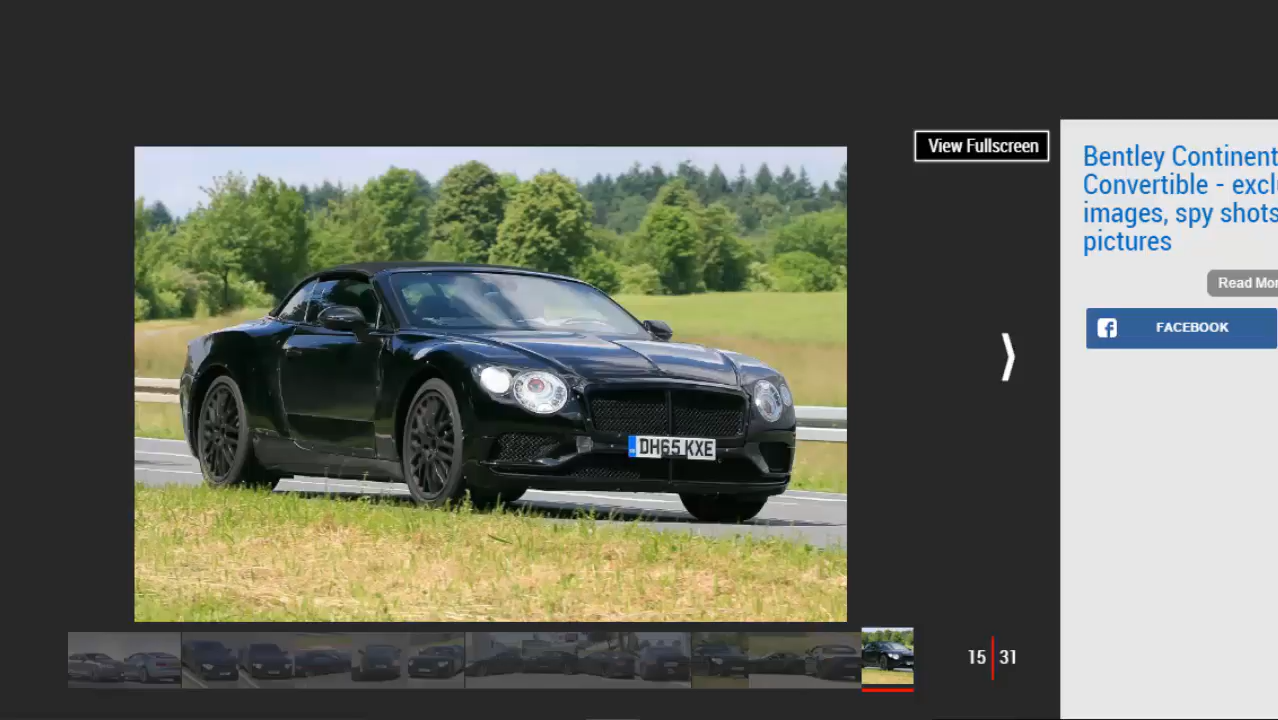 View Fullscreen
Bentley Continent
Convertible - excl
images, spy shots
pictures
Read Mor
FACEBOOK
DH65 KXE
15 31